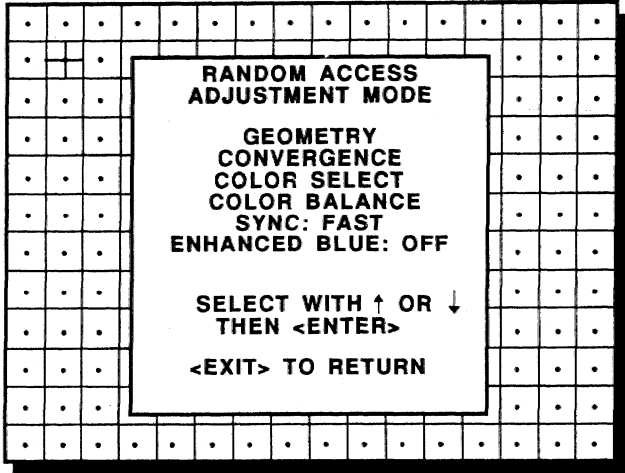 RANDOM ACCESS
ADJUSTMENT MODE
GEOMETRY
CONVERGENCE
COLOR SELECT
COLOR BALANCE
SYNC: FAST
ENHANCED BLUE: OFF
SELECT WITH ↑ OR ↓
THEN <ENTER>
<EXIT> TO RETURN